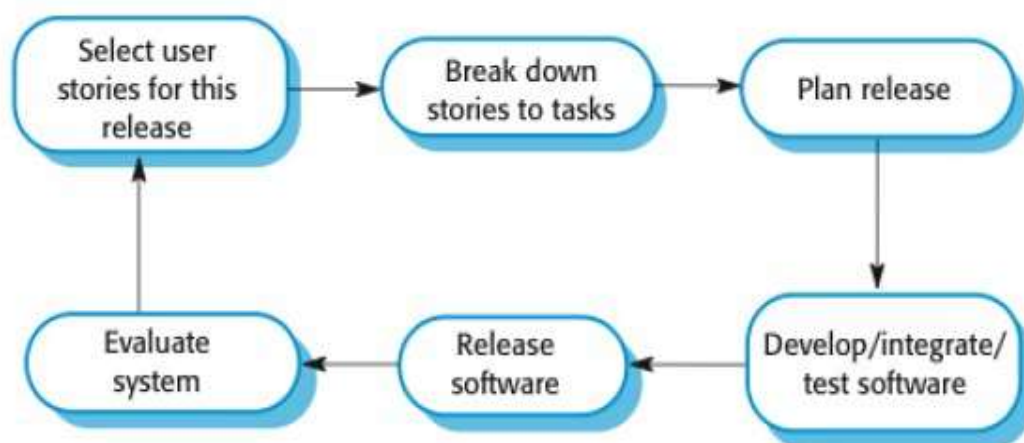 Select user
stories for this
release
Break down
stories to tasks
Plan release
Evaluate
system
Release
software
Develop/integrate/
test software